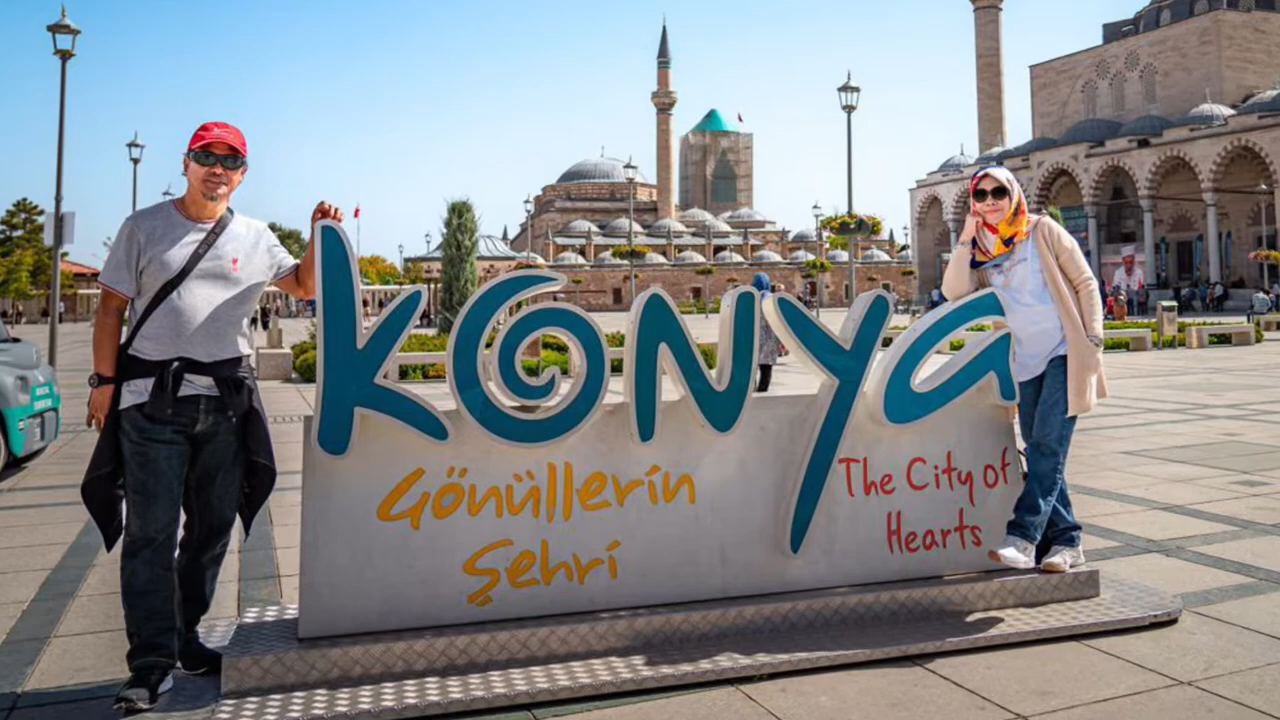 KONYA
Gönüllerin
Şehri
The City of
Hearts